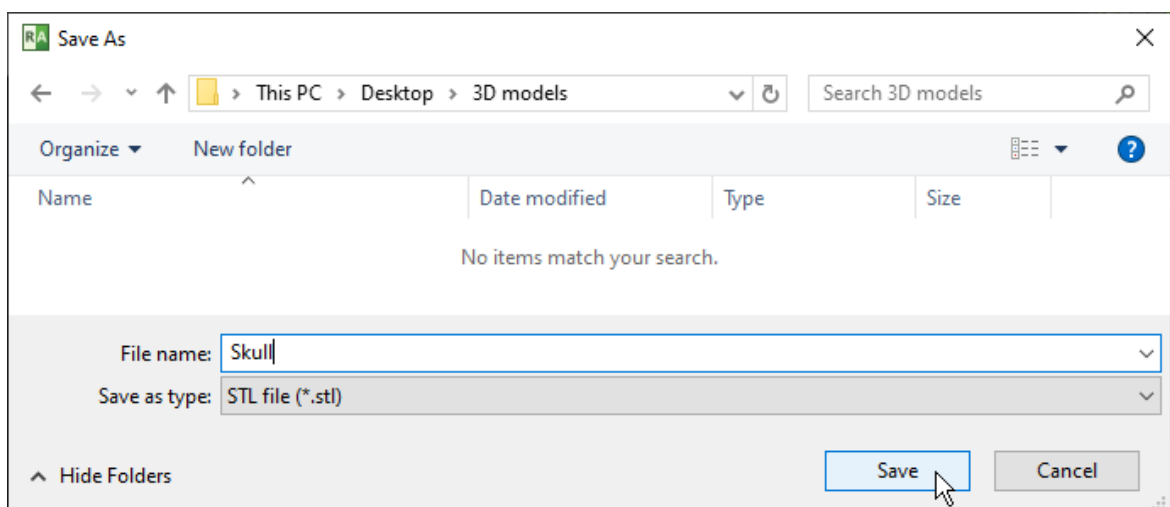 RA Save As
This PC > Desktop > 3D models Search 3D models
Organize New folder ?
Name Date modified Type Size
No items match your search.
File name: Skull
Save as type: STL file (*.stl)
Hide Folders Save Cancel